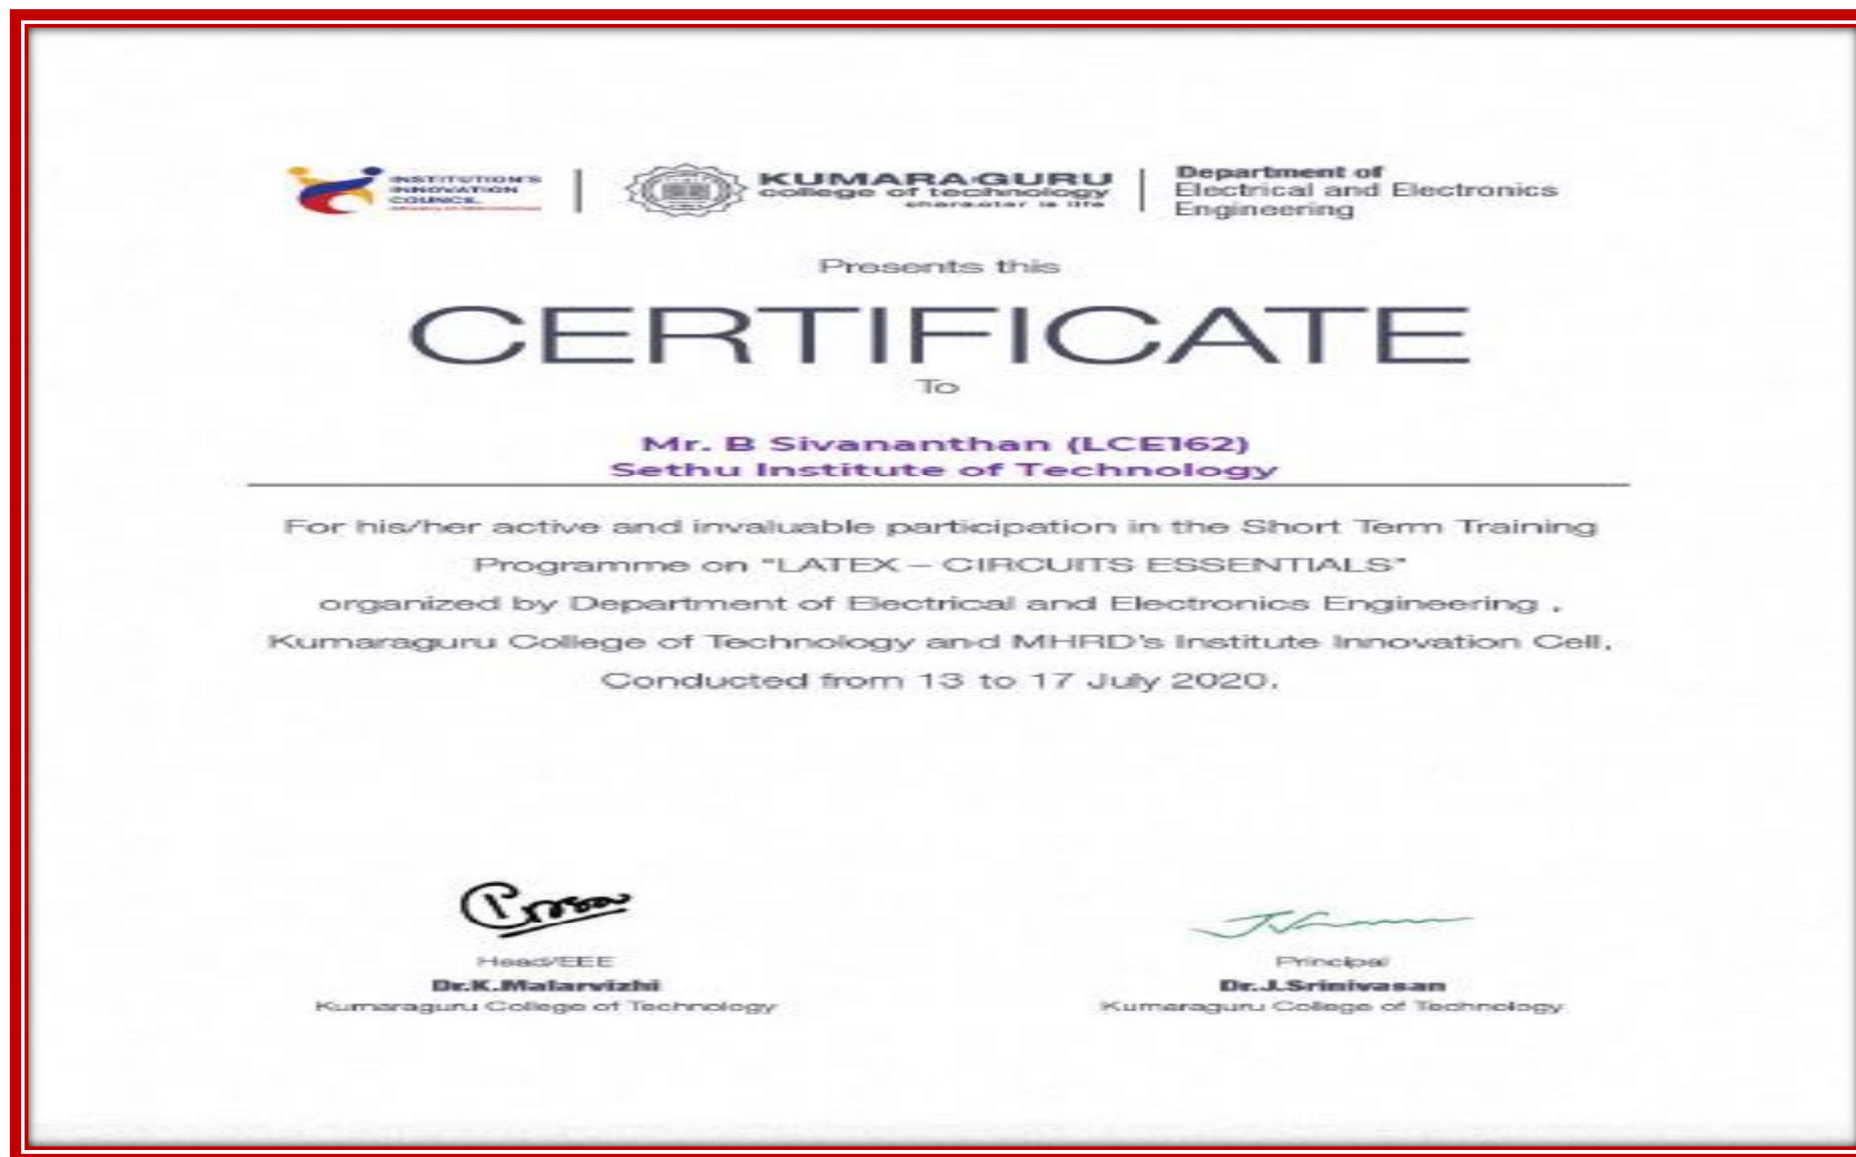 INSTITUTION'S
INNOVATION
COUNCIL
KUMARAGURU
college of technology
character is life
Department of
Electrical and Electronics
Engineering
Presents this
CERTIFICATE
To
Mr. B Sivananthan (LCE162)
Sethu Institute of Technology
For his/her active and invaluable participation in the Short Term Training
Programme on "LATEX – CIRCUITS ESSENTIALS"
organized by Department of Electrical and Electronics Engineering ,
Kumaraguru College of Technology and MHRD's Institute Innovation Cell,
Conducted from 13 to 17 July 2020.
Head/EEE
Dr.K.Malarvizhi
Kumaraguru College of Technology
Principal
Dr.J.Srinivasan
Kumaraguru College of Technology